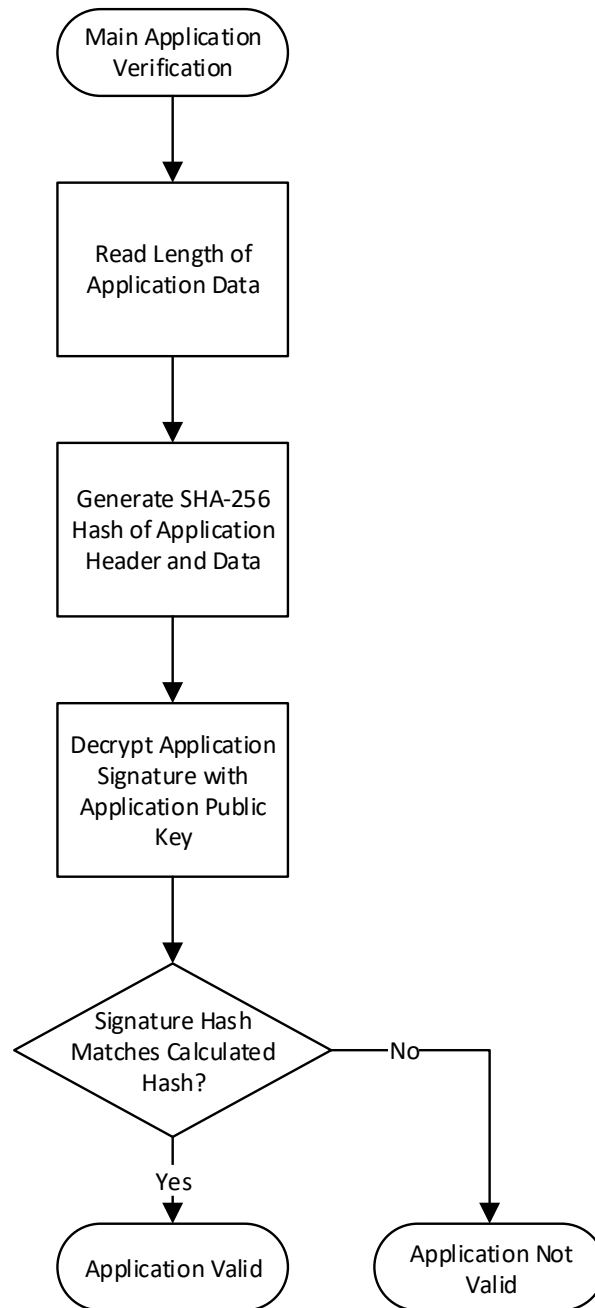 Main Application
Verification
Read Length of
Application Data
Generate SHA-256
Hash of Application
Header and Data
Decrypt Application
Signature with
Application Public
Key
Signature Hash
Matches Calculated
Hash?
No
Yes
Application Valid
Application Not
Valid